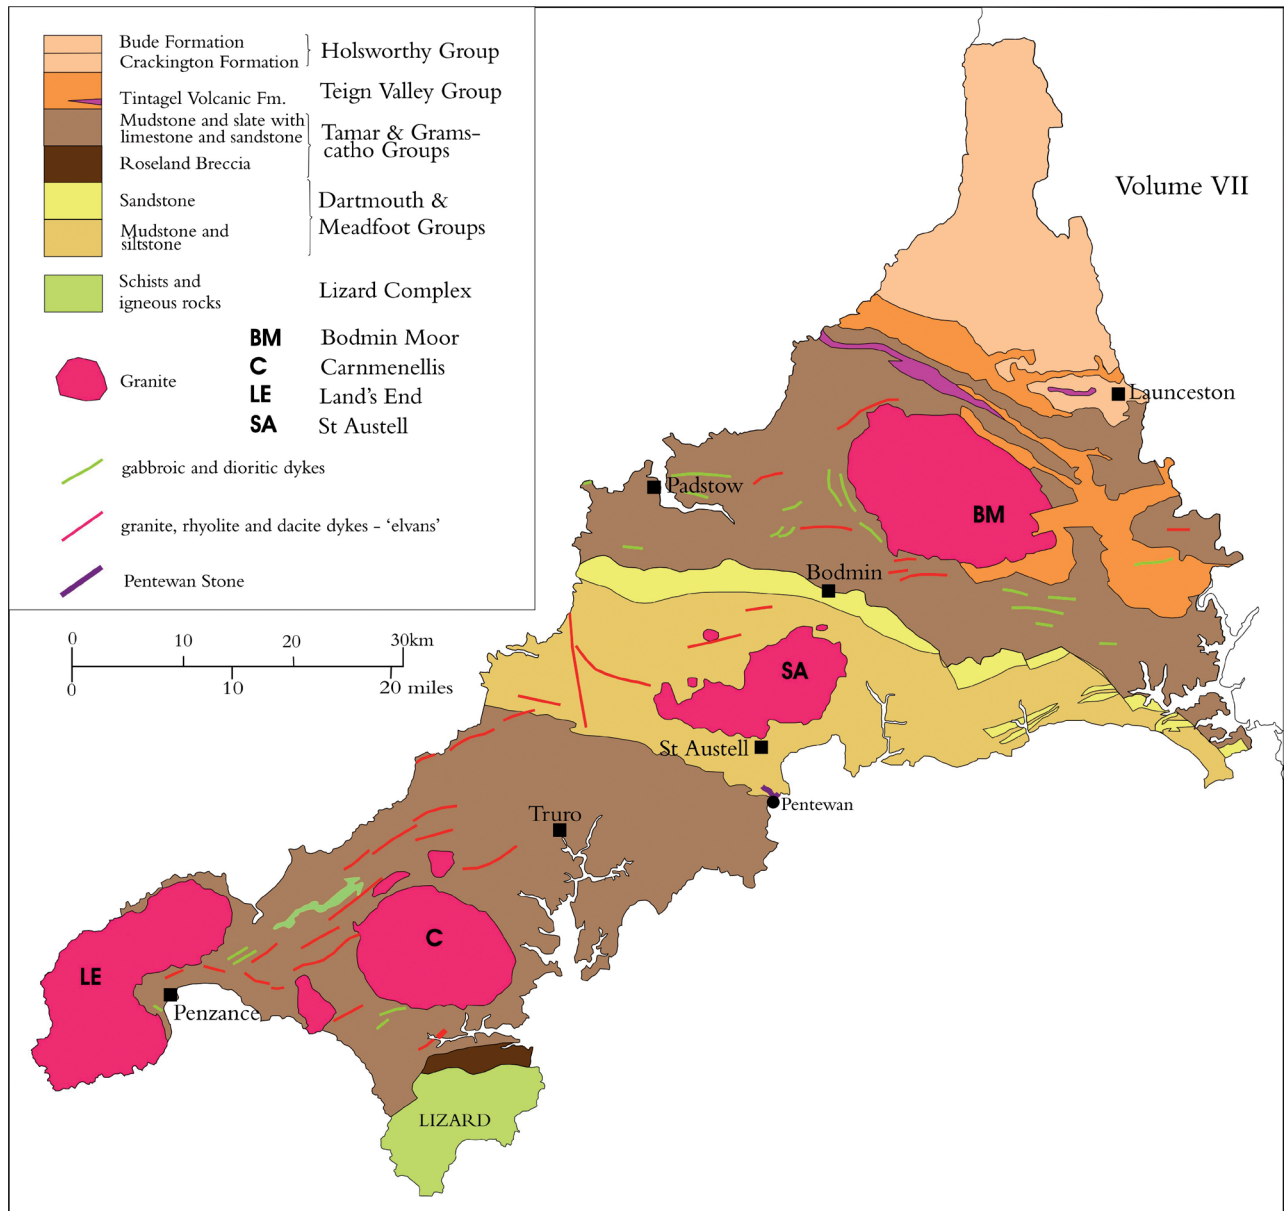 Bude Formation
Crackington Formation
Holsworthy Group
Tintagel Volcanic Fm.
Teign Valley Group
Mudstone and slate with
limestone and sandstone
Tamar & Grams-
catho Groups
Roseland Breccia
Sandstone
Dartmouth &
Meadfoot Groups
Mudstone and
siltstone
Schists and
igneous rocks
Lizard Complex
BM Bodmin Moor
C Carnmenellis
Granite
LE Land's End
SA St Austell
gabbroic and dioritic dykes
granite, rhyolite and dacite dykes - 'elvans'
Pentewan Stone
0 10 20 30km
0 10 20 miles
Volume VII
Launceston
Padstow
BM
Bodmin
SA
St Austell
Pentewan
Truro
C
LE
Penzance
LIZARD